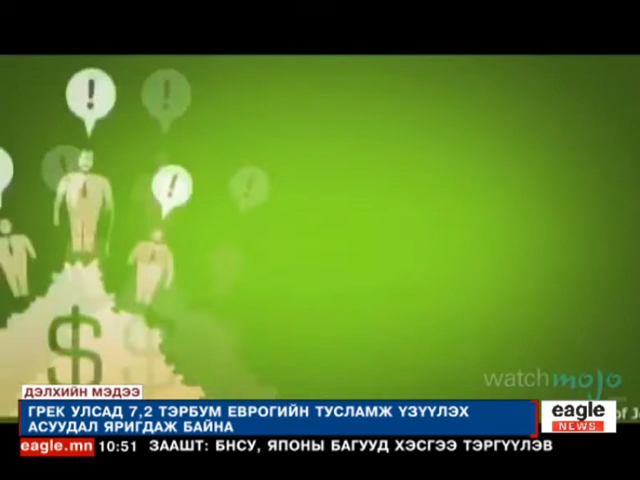 !
!
!
!
$
$
watchmojo
ДЭЛХИЙН МЭДЭЭ
ГРЕК УЛСАД 7,2 ТЭРБУМ ЕВРОГИЙН ТУСЛАМЖ ҮЗҮҮЛЭХ
АСУУДАЛ ЯРИГДАЖ БАЙНА
of J
eagle
NEWS
eagle.mn 10:51 ЗААШТ: БНСУ, ЯПОНЫ БАГУУД ХЭСГЭЭ ТЭРГҮҮЛЭВ